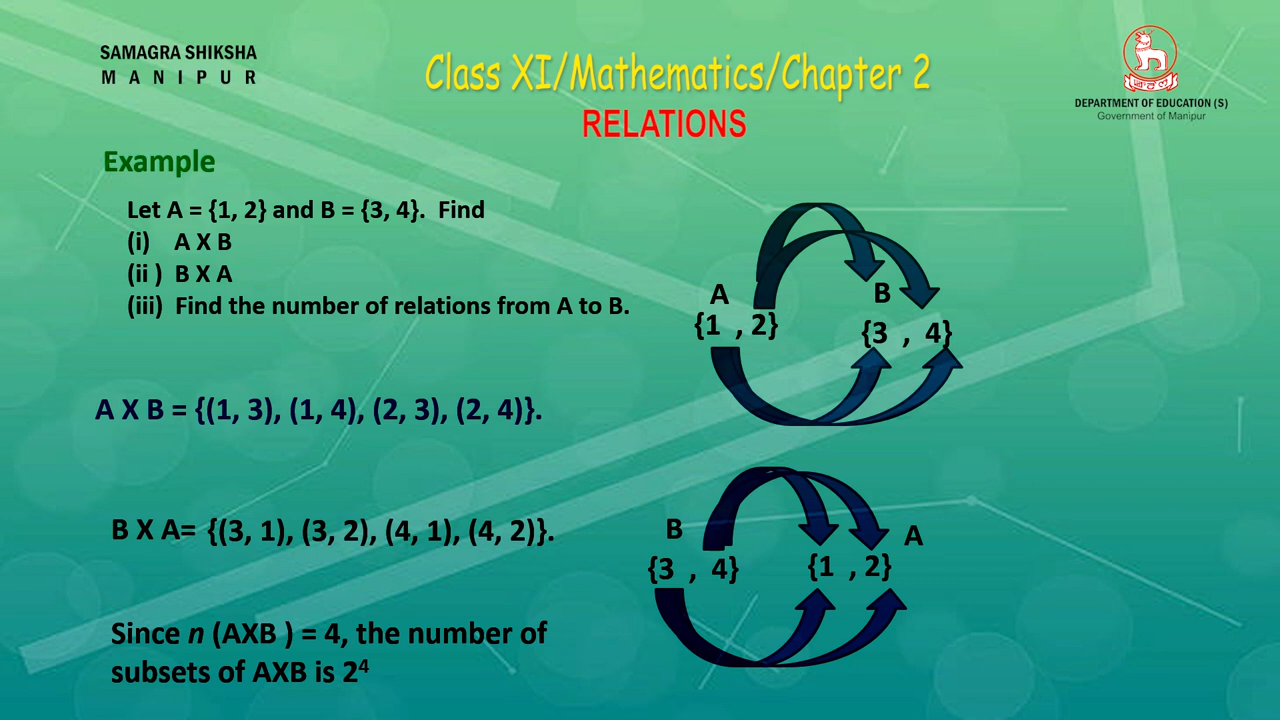 SAMAGRA SHIKSHA
MANIPUR
Class XI/Mathematics/Chapter 2
RELATIONS
DEPARTMENT OF EDUCATION (S)
Government of Manipur
Example
Let A = {1, 2} and B = {3, 4}.  Find
(i)    A X B
(ii )  B X A
(iii)  Find the number of relations from A to B.
A
B
{1  , 2}
{3  ,  4}
A X B = {(1, 3), (1, 4), (2, 3), (2, 4)}.
B X A= {(3, 1), (3, 2), (4, 1), (4, 2)}.
B
A
{3  ,  4}
{1  , 2}
Since n (AXB ) = 4, the number of
subsets of AXB is 2⁴